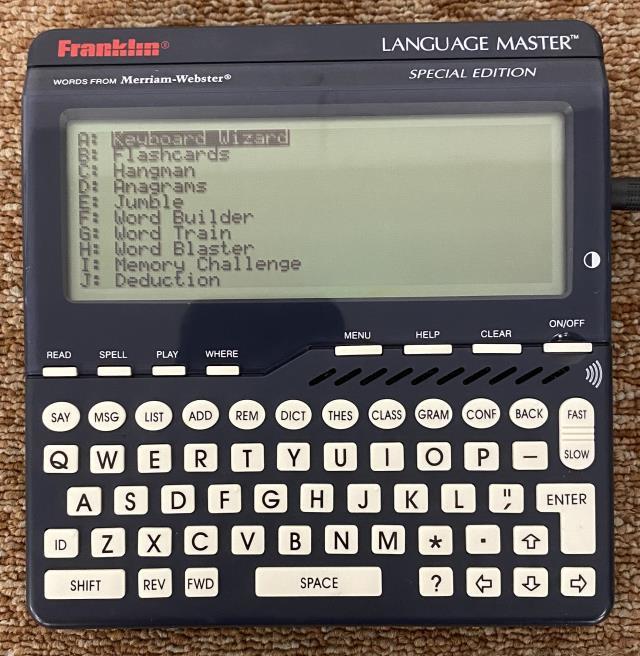 Franklin® LANGUAGE MASTER™
WORDS FROM Merriam-Webster® SPECIAL EDITION
A: Keyboard Wizard
B: Flashcards
C: Hangman
D: Anagrams
E: Jumble
F: Word Builder
G: Word Train
H: Word Blaster
I: Memory Challenge
J: Deduction
MENU HELP CLEAR ON/OFF
READ SPELL PLAY WHERE
SAY MSG LIST ADD REM DICT THES CLASS GRAM CONF BACK FAST
SLOW
Q W E R T Y U I O P –
A S D F G H J K L " ; ENTER
ID Z X C V B N M * .
SHIFT REV FWD SPACE ?